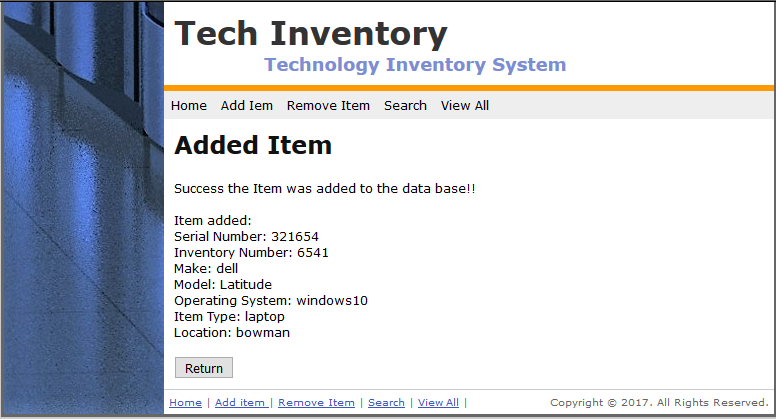 Tech Inventory
Technology Inventory System
Home Add Iem Remove Item Search View All
Added Item
Success the Item was added to the data base!!
Item added:
Serial Number: 321654
Inventory Number: 6541
Make: dell
Model: Latitude
Operating System: windows10
Item Type: laptop
Location: bowman
Return
Home | Add item | Remove Item | Search | View All | Copyright © 2017. All Rights Reserved.